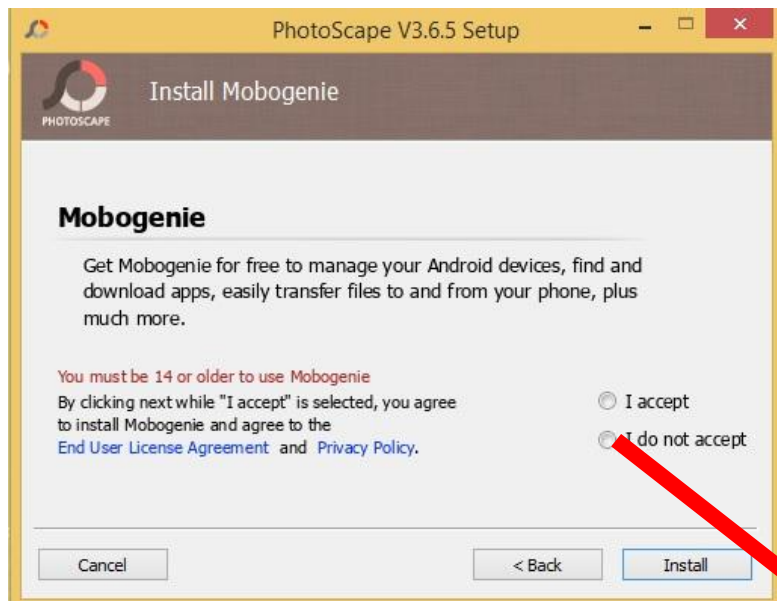 PhotoScape V3.6.5 Setup
PHOTOSCAPE
Install Mobogenie
Mobogenie
Get Mobogenie for free to manage your Android devices, find and
download apps, easily transfer files to and from your phone, plus
much more.
You must be 14 or older to use Mobogenie
By clicking next while "I accept" is selected, you agree
to install Mobogenie and agree to the
End User License Agreement and Privacy Policy.
I accept
I do not accept
Cancel
< Back
Install